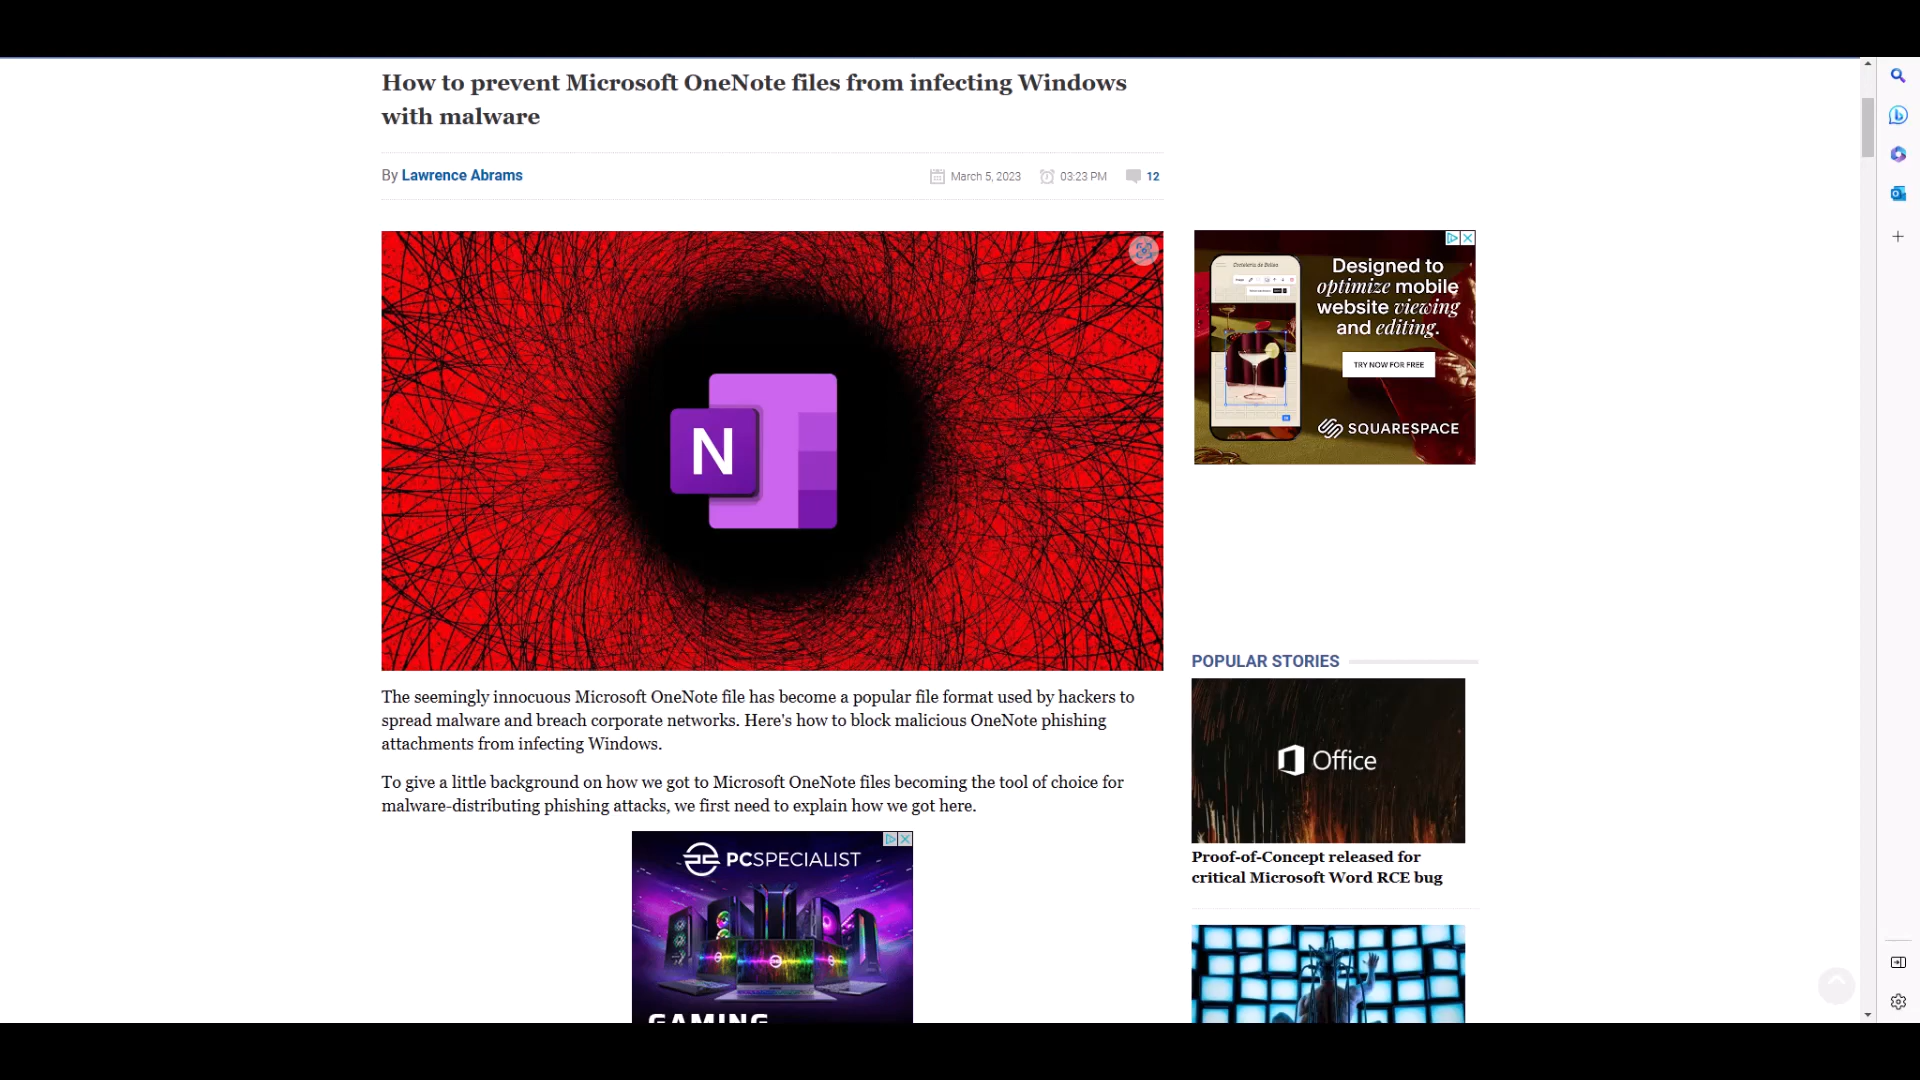 How to prevent Microsoft OneNote files from infecting Windows
with malware
By Lawrence Abrams
March 5, 2023
03:23 PM
12
N
Designed to
optimize mobile
website viewing
and editing.
TRY NOW FOR FREE
SQUARESPACE
The seemingly innocuous Microsoft OneNote file has become a popular file format used by hackers to
spread malware and breach corporate networks. Here's how to block malicious OneNote phishing
attachments from infecting Windows.
To give a little background on how we got to Microsoft OneNote files becoming the tool of choice for
malware-distributing phishing attacks, we first need to explain how we got here.
PCSPECIALIST
GAMING
POPULAR STORIES
Office
Proof-of-Concept released for
critical Microsoft Word RCE bug